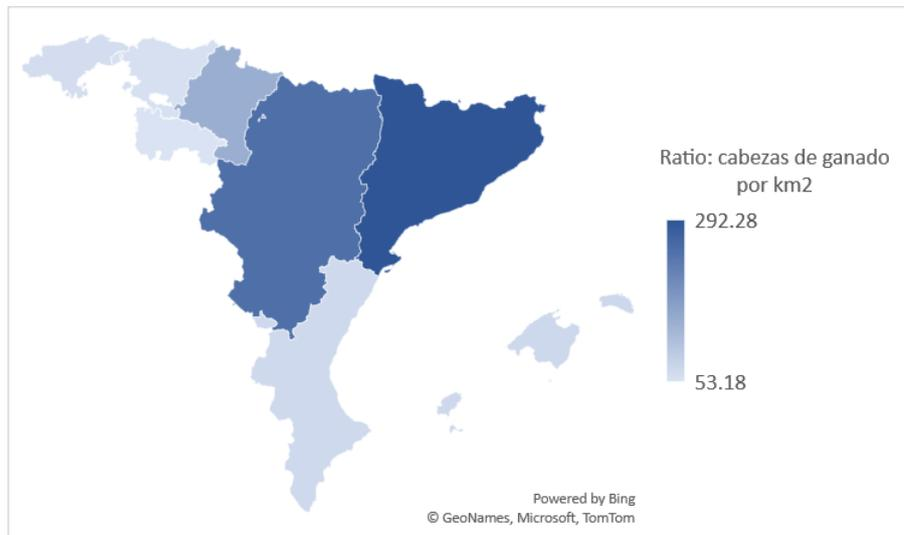 Ratio: cabezas de ganado
por km2
292.28
53.18
Powered by Bing
© GeoNames, Microsoft, TomTom